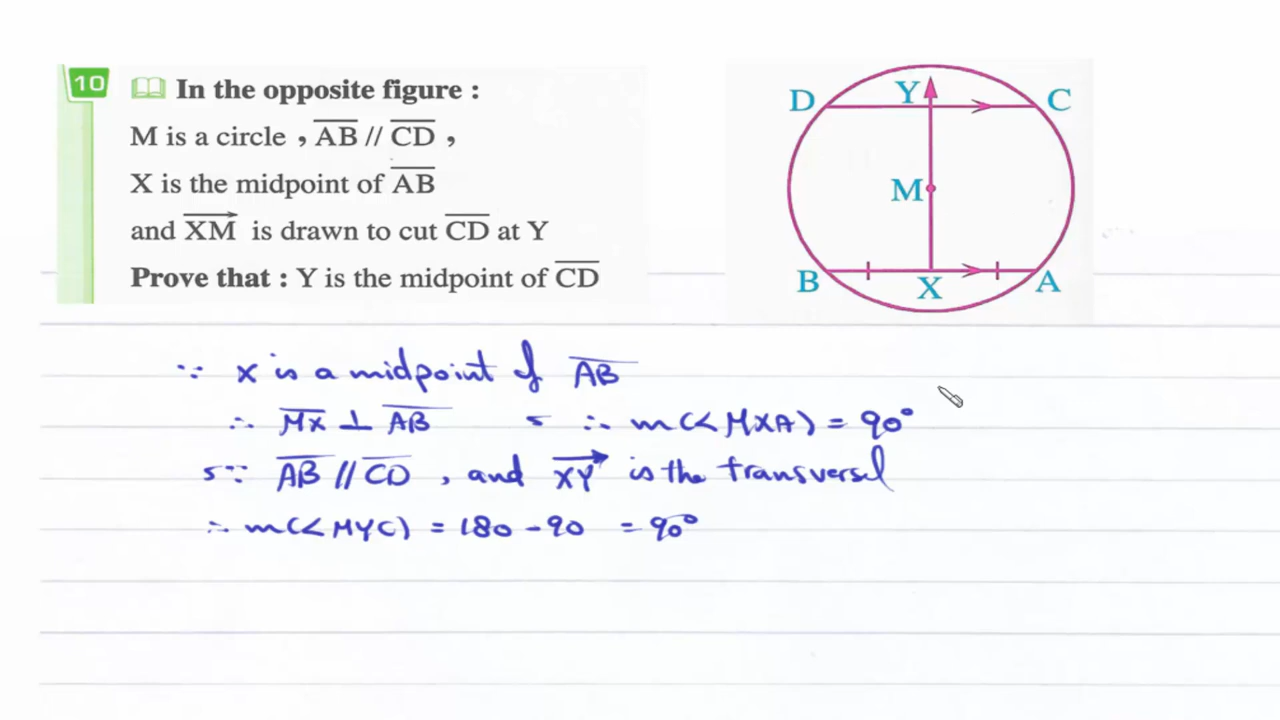 10 In the opposite figure :
M is a circle , AB // CD ,
X is the midpoint of AB
and XM is drawn to cut CD at Y
Prove that : Y is the midpoint of CD
D Y C
M
B X A
∵ X is a midpoint of AB
∴ MX ⊥ AB , ∴ m(<MXA) = 90°
, ∵ AB // CD , and XY is the transversel
∴ m(<MYC) = 180 - 90 = 90°